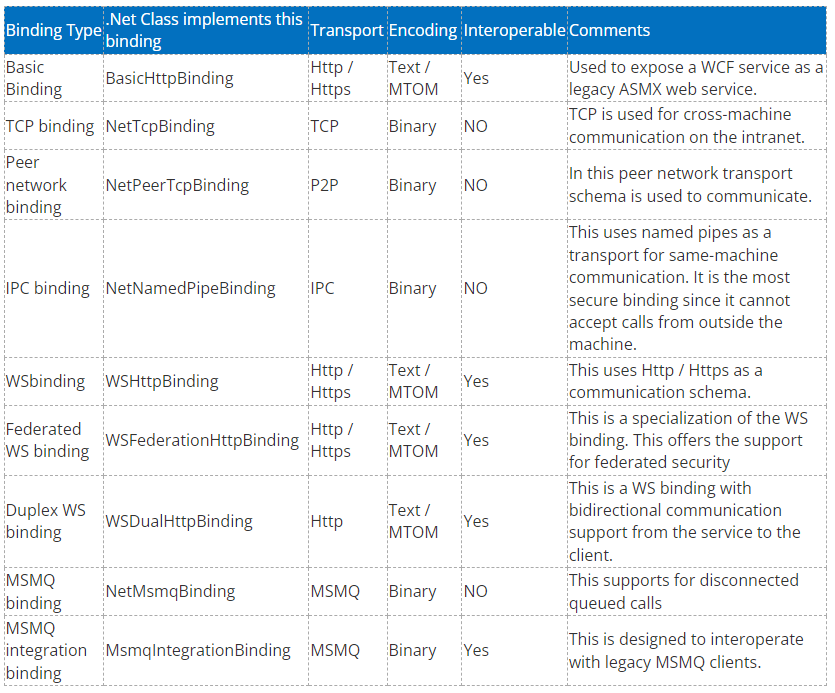 Binding Type .Net Class implements this binding Transport Encoding Interoperable Comments
Basic Binding BasicHttpBinding Http / Https Text / MTOM Yes Used to expose a WCF service as a legacy ASMX web service.
TCP binding NetTcpBinding TCP Binary NO TCP is used for cross-machine communication on the intranet.
Peer network binding NetPeerTcpBinding P2P Binary NO In this peer network transport schema is used to communicate.
IPC binding NetNamedPipeBinding IPC Binary NO This uses named pipes as a transport for same-machine communication. It is the most secure binding since it cannot accept calls from outside the machine.
WSbinding WSHttpBinding Http / Https Text / MTOM Yes This uses Http / Https as a communication schema.
Federated WS binding WSFederationHttpBinding Http / Https Text / MTOM Yes This is a specialization of the WS binding. This offers the support for federated security
Duplex WS binding WSDualHttpBinding Http Text / MTOM Yes This is a WS binding with bidirectional communication support from the service to the client.
MSMQ binding NetMsmqBinding MSMQ Binary NO This supports for disconnected queued calls
MSMQ integration binding MsmqIntegrationBinding MSMQ Binary Yes This is designed to interoperate with legacy MSMQ clients.